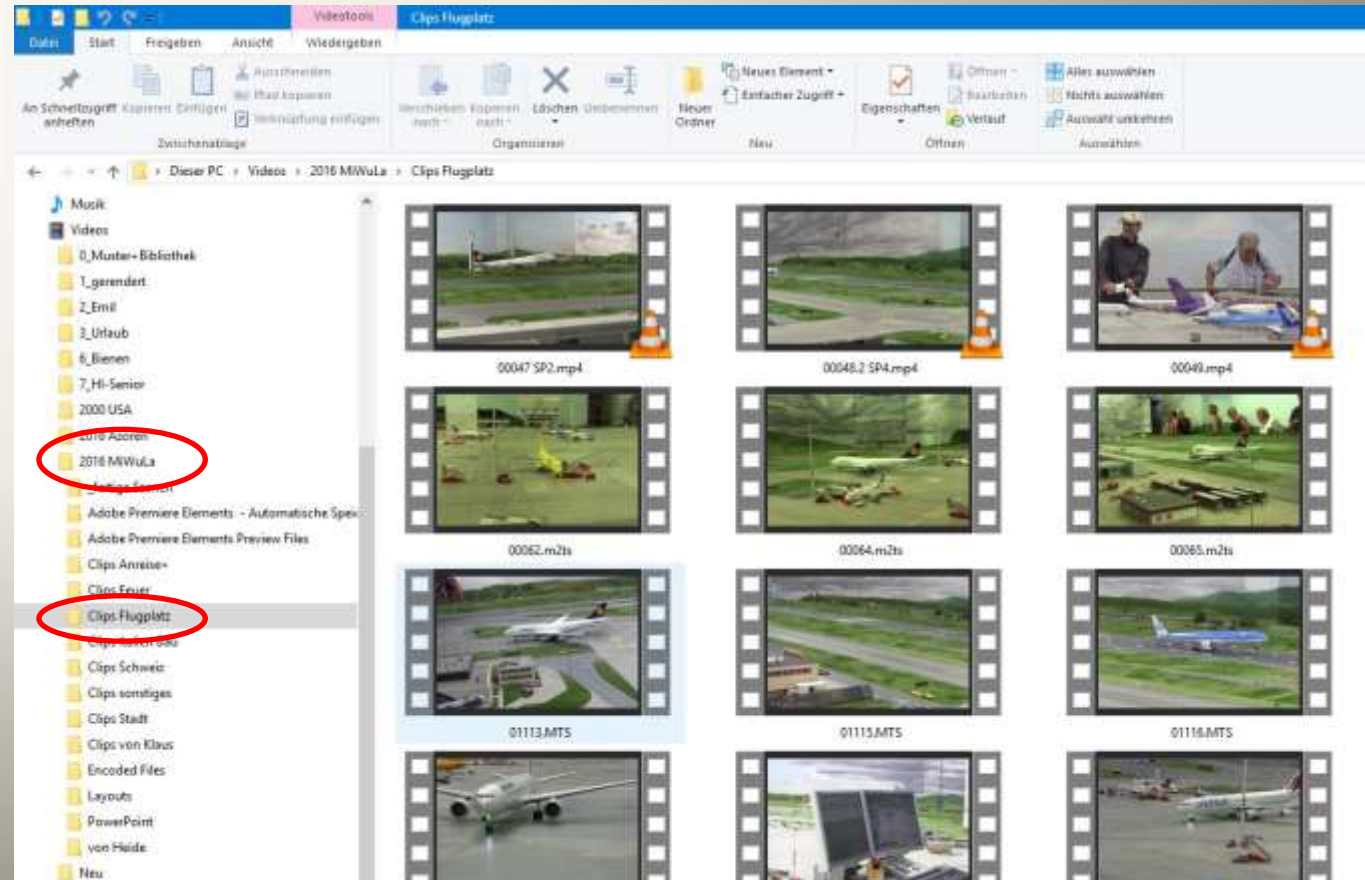 Videotools Clips Flugplatz
Datei Start Freigeben Ansicht Wiedergeben
An Schnellzugriff anheften
Kopieren
Einfügen
Ausschneiden
Pfad kopieren
Verknüpfung einfügen
Zwischenablage
Verschieben nach
Kopieren nach
Löschen
Umbenennen
Organisieren
Neuer Ordner
Neues Element
Einfacher Zugriff
Neu
Eigenschaften
Öffnen
Bearbeiten
Verlauf
Öffnen
Alles auswählen
Nichts auswählen
Auswahl umkehren
Auswählen
Dieser PC Videos 2016 MiWuLa Clips Flugplatz
Musik
Videos
0_Muster+Bibliothek
1_gerendert
2_Emil
3_Urlaub
6_Bienen
7_HI-Senior
2000 USA
2016 Azoren
2016 MiWuLa
Adobe Premiere Elements - Automatische Speic
Adobe Premiere Elements Preview Files
Clips Anreise+
Clips Feuer
Clips Flugplatz
Clips Schweiz
Clips sonstiges
Clips Stadt
Clips von Klaus
Encoded Files
Layouts
PowerPoint
von Heide
Neu
00047 SP2.mp4
00048.2 SP4.mp4
00049.mp4
00062.m2ts
00064.m2ts
00065.m2ts
01113.MTS
01115.MTS
01116.MTS